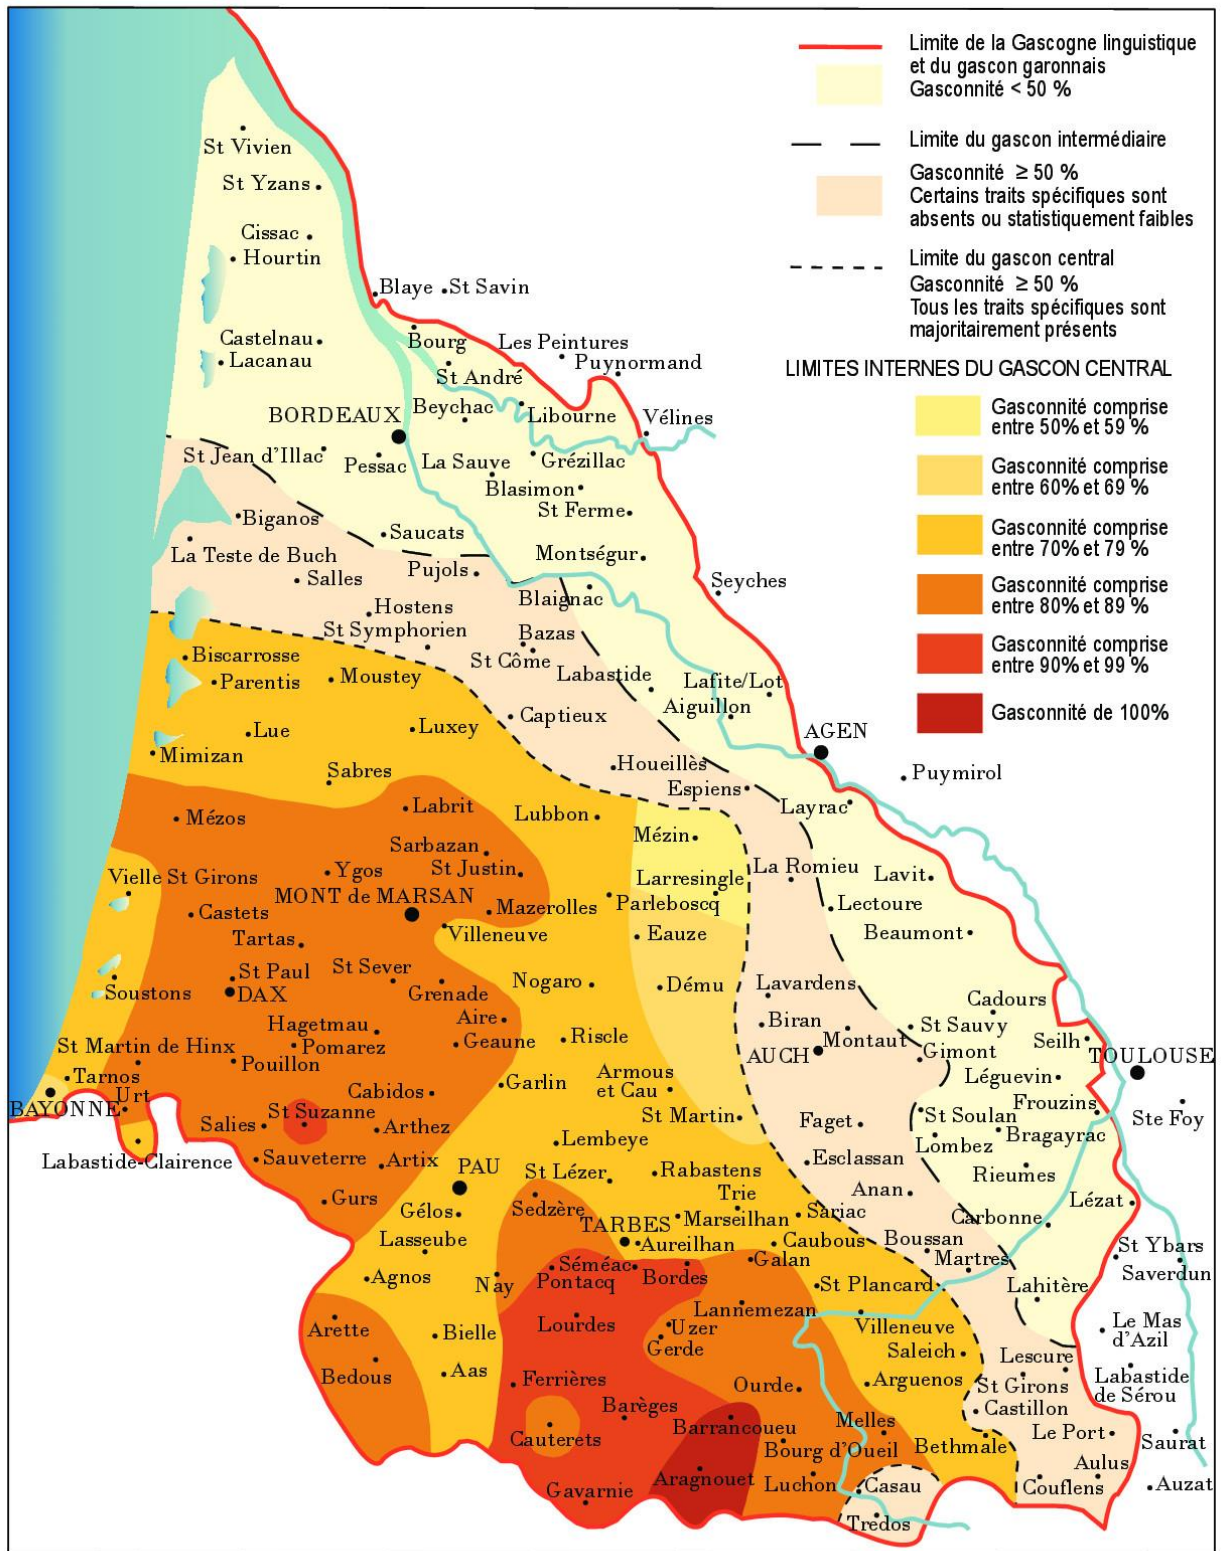 Limite de la Gascogne linguistique
et du gascon garonnais
Gasconnité < 50 %
Limite du gascon intermédiaire
Gasconnité ≥ 50 %
Certains traits spécifiques sont
absents ou statistiquement faibles
Limite du gascon central
Gasconnité ≥ 50 %
Tous les traits spécifiques sont
majoritairement présents
LIMITES INTERNES DU GASCON CENTRAL
Gasconnité comprise
entre 50% et 59 %
Gasconnité comprise
entre 60% et 69 %
Gasconnité comprise
entre 70% et 79 %
Gasconnité comprise
entre 80% et 89 %
Gasconnité comprise
entre 90% et 99 %
Gasconnité de 100%
St Vivien
St Yzans
Cissac
Hourtin
Blaye
St Savin
Castelnau
Lacanau
Bourg
Les Peintures
Puynormand
St André
Beychac
Libourne
Vélines
BORDEAUX
St Jean d'Illac
Pessac
La Sauve
Grézillac
Blasimon
St Ferme
Biganos
Saucats
La Teste de Buch
Montségur
Pujols
Salles
Seyches
Blaignac
Hostens
St Symphorien
Bazas
St Côme
Biscarrosse
Parentis
Moustey
Labastide
Lafite/Lot
Aiguillon
Captieux
Lue
Luxey
AGEN
Mimizan
Houeillès
Puymirol
Sabres
Espiens
Labrit
Layrac
Mézos
Lubbon
Mézin
Sarbazan
Ygos
St Justin
La Romieu
Lavit
Vielle St Girons
Larresingle
MONT de MARSAN
Parleboscq
Castets
Mazerolles
Lectoure
Villeneuve
Beaumont
Tartas
Eauze
St Paul
St Sever
Nogaro
Dému
Lavardens
DAX
Soustons
Grenade
Cadours
Aire
Biran
Hagetmau
Montaut
St Sauvy
Geaune
Riscle
Seilh
St Martin de Hinx
Pomarez
AUCH
Gimont
TOULOUSE
Pouillon
Tarnos
Garlin
Armous
et Cau
Léguevin
Cabidos
BAYONNE
Urt
St Suzanne
St Martin
St Soulan
Frouzins
Ste Foy
Salies
Arthez
Faget
Bragayrac
Lombez
Lembeye
Labastide-Clairence
Sauveterre
Artix
PAU
St Lézer
Rabastens
Esclassan
Rieumes
Gurs
Trie
Anan
Lézat
Gélos
Sedzère
Marseilhan
Sariac
Carbonne
TARBES
Lasseube
Aureilhan
Caubous
Boussan
St Ybars
Galan
Martres
Saverdun
Agnos
Nay
Séméac
Pontacq
Bordes
St Plancard
Lahitère
Lannemezan
Arette
Lourdes
Uzer
Villeneuve
Le Mas
d'Azil
Bielle
Gerde
Saleich
Lescure
Bedous
Aas
Labastide
de Sérou
St Girons
Ferrières
Ourde
Arguenos
Castillon
Barèges
Barrancoueu
Melles
Le Port
Cauterets
Bourg d'Oueil
Bethmale
Saurat
Aragnouet
Aulus
Luchon
Casau
Couflens
Auzat
Gavarnie
Tredos